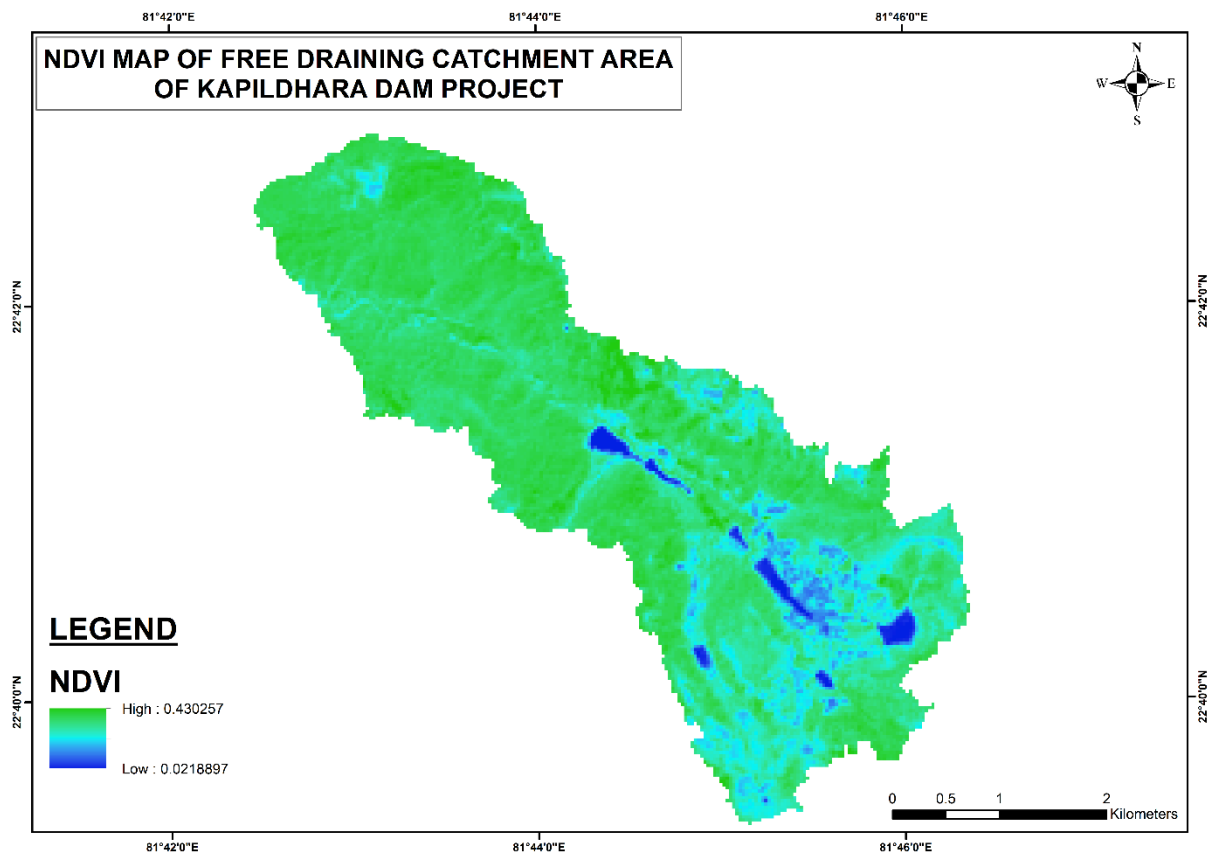 81°42'0"E 81°44'0"E 81°46'0"E
NDVI MAP OF FREE DRAINING CATCHMENT AREA
OF KAPILDHARA DAM PROJECT
N
W E
S
22°42'0"N 22°42'0"N
LEGEND
NDVI
22°40'0"N 22°40'0"N
High : 0.430257
Low : 0.0218897
0 0.5 1 2
Kilometers
81°42'0"E 81°44'0"E 81°46'0"E